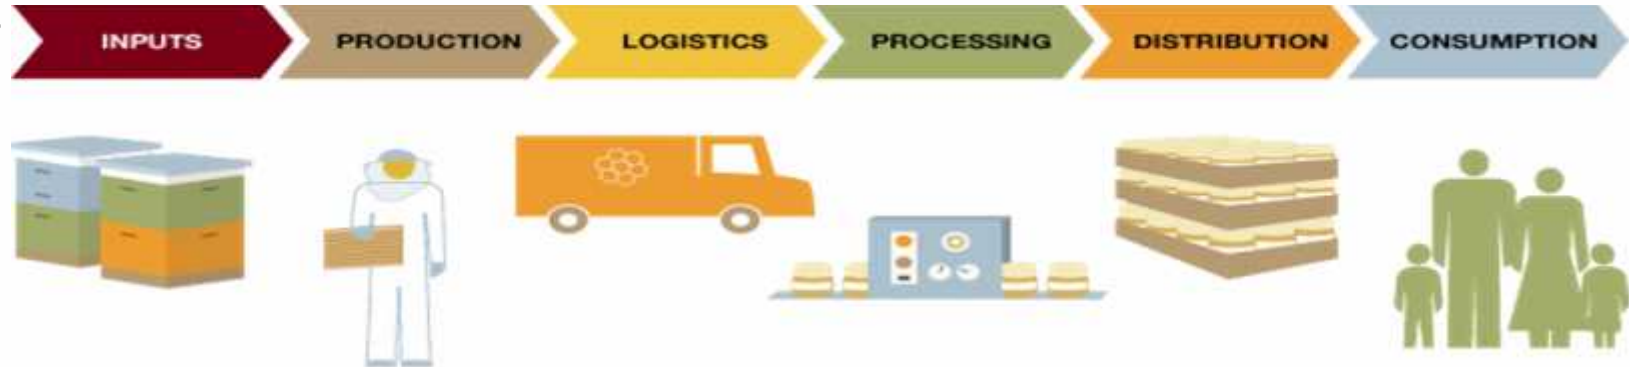 INPUTS
PRODUCTION
LOGISTICS
PROCESSING
DISTRIBUTION
CONSUMPTION